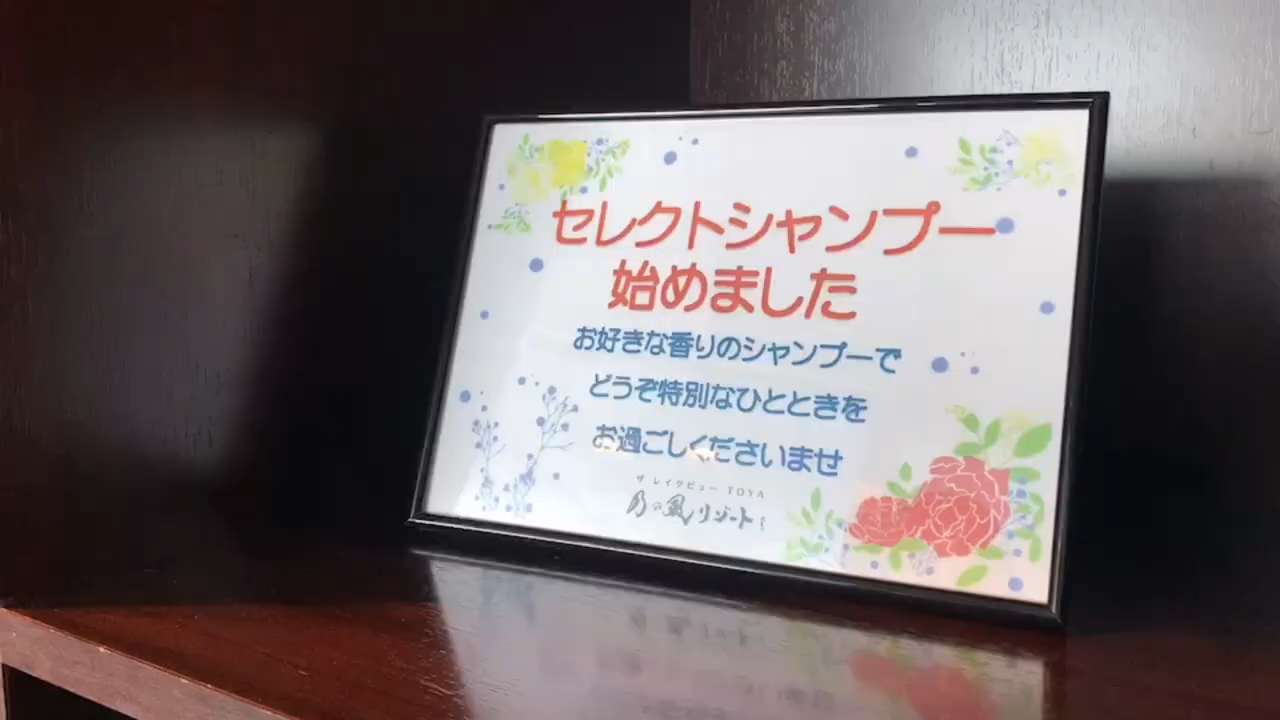 セレクトシャンプー
始めました
お好きな香りのシャンプーで
どうぞ特別なひとときを
お過ごしくださいませ
ザ レイクビュー TOYA
乃の風リゾート